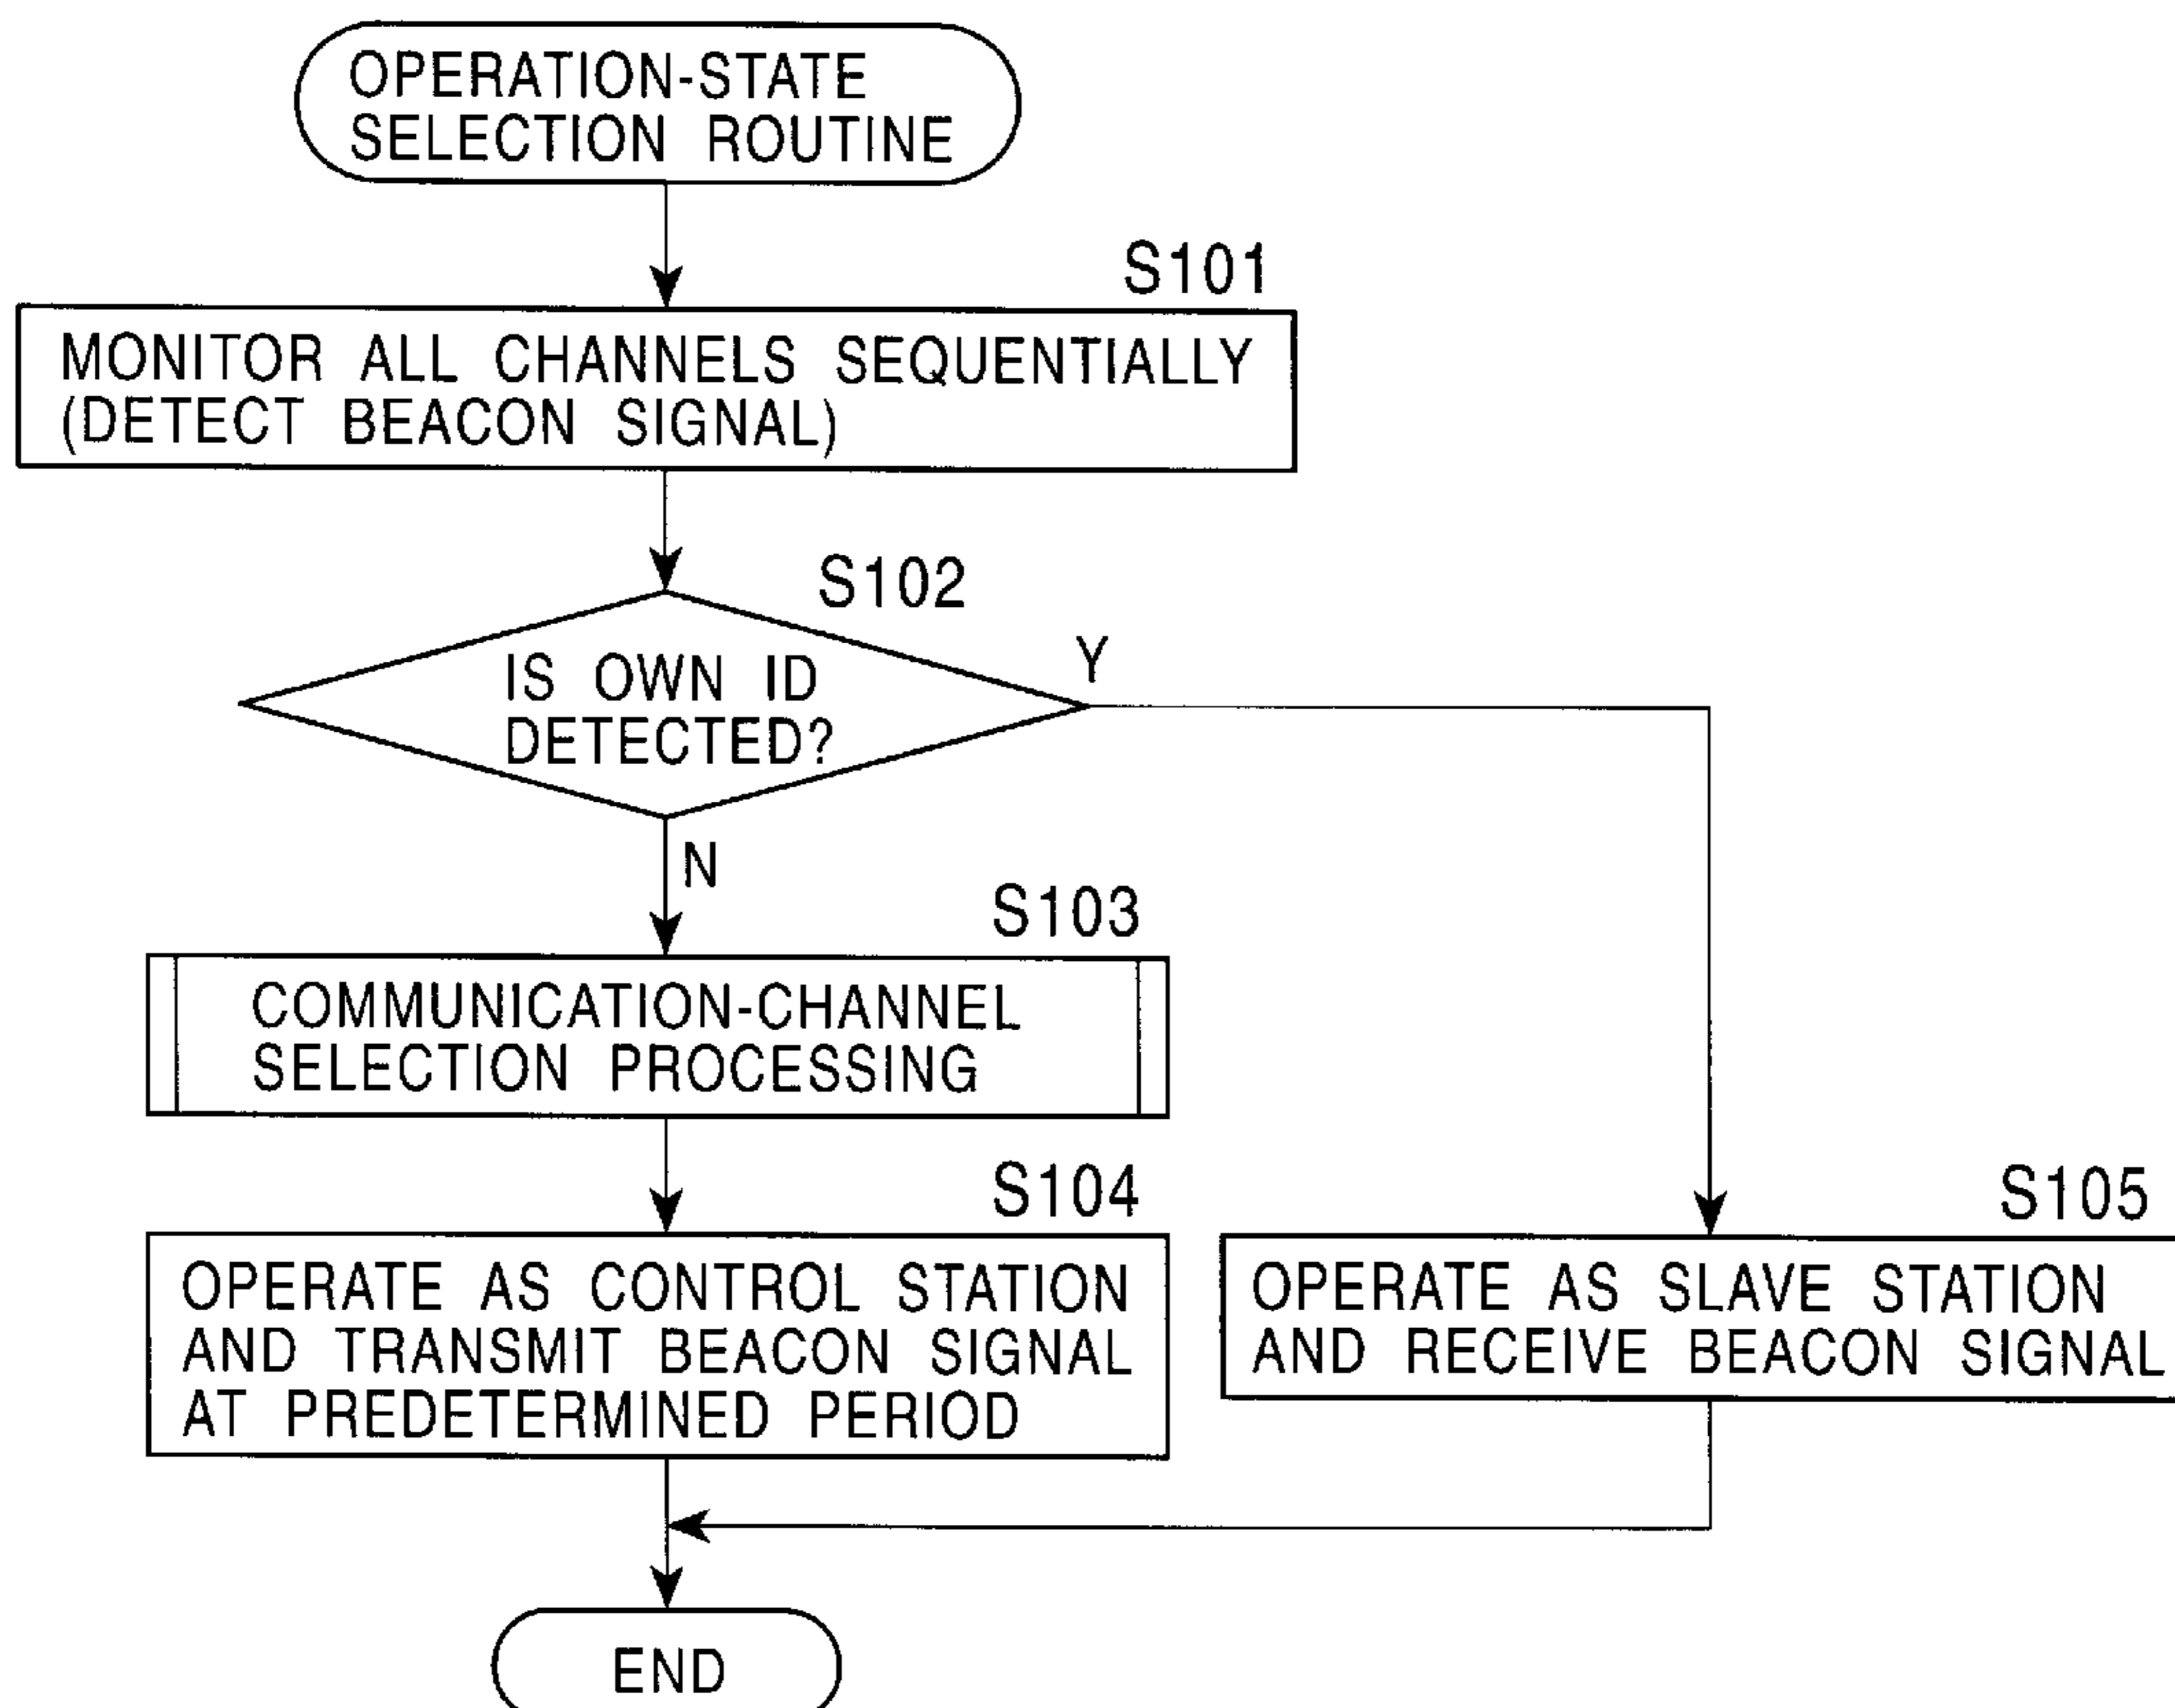 OPERATION-STATE
SELECTION ROUTINE
S101
MONITOR ALL CHANNELS SEQUENTIALLY
(DETECT BEACON SIGNAL)
S102
IS OWN ID
DETECTED?
Y
N
S103
COMMUNICATION-CHANNEL
SELECTION PROCESSING
S104
OPERATE AS CONTROL STATION
AND TRANSMIT BEACON SIGNAL
AT PREDETERMINED PERIOD
S105
OPERATE AS SLAVE STATION
AND RECEIVE BEACON SIGNAL
END